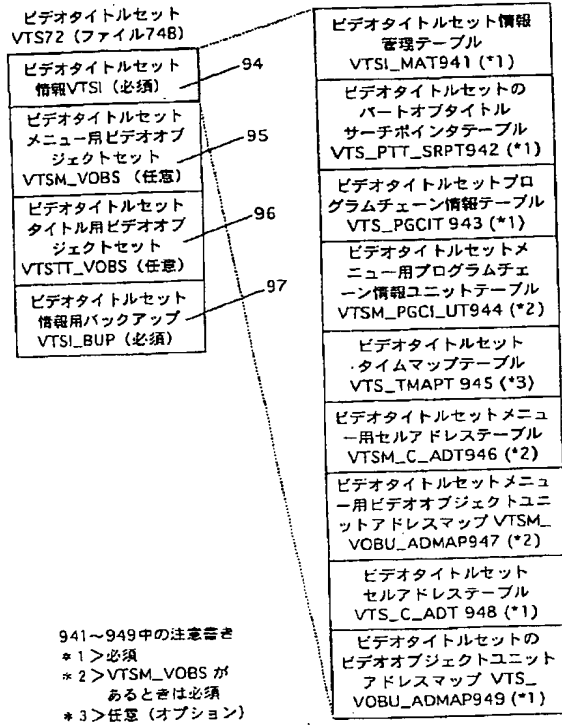 ビデオタイトルセット
VTS72 (ファイル74B)
ビデオタイトルセット
情報VTSI (必須)
94
ビデオタイトルセット
メニュー用ビデオオブ
ジェクトセット
VTSM_VOBS (任意)
95
ビデオタイトルセット
タイトル用ビデオオブ
ジェクトセット
VTSTT_VOBS (任意)
96
ビデオタイトルセット
情報用バックアップ
VTSI_BUP (必須)
97
ビデオタイトルセット情報
管理テーブル
VTSI_MAT941 (*1)
ビデオタイトルセットの
パートオブタイトル
サーチポインタテーブル
VTS_PTT_SRPT942 (*1)
ビデオタイトルセットプロ
グラムチェーン情報テーブル
VTS_PGCIT 943 (*1)
ビデオタイトルセットメ
ニュー用プログラムチェ
ーン情報ユニットテーブル
VTSM_PGCI_UT944 (*2)
ビデオタイトルセット
タイムマップテーブル
VTS_TMAPT 945 (*3)
ビデオタイトルセットメニュ
ー用セルアドレステーブル
VTSM_C_ADT946 (*2)
ビデオタイトルセットメニュ
ー用ビデオオブジェクトユニ
ットアドレスマップ VTSM_
VOBU_ADMAP947 (*2)
ビデオタイトルセット
セルアドレステーブル
VTS_C_ADT 948 (*1)
ビデオタイトルセットの
ビデオオブジェクトユニット
アドレスマップ VTS_
VOBU_ADMAP949 (*1)
941～949中の注意書き
*1＞必須
*2＞VTSM_VOBS が
あるときは必須
*3＞任意 (オプション)